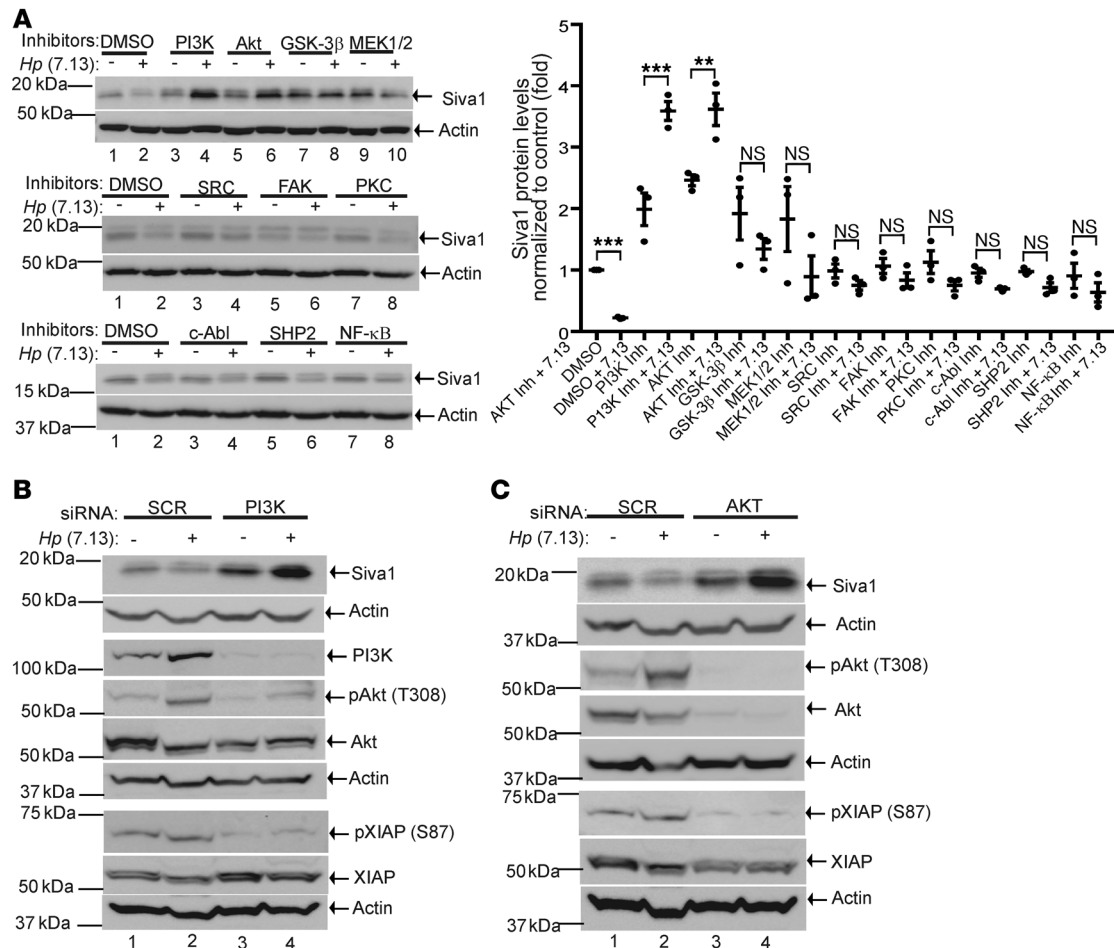 A
Inhibitors: DMSO PI3K Akt GSK-3β MEK1/2
Hp (7.13): - + - + - + - + - +
20 kDa
Siva1
50 kDa
Actin
1 2 3 4 5 6 7 8 9 10
Inhibitors: DMSO SRC FAK PKC
Hp (7.13): - + - + - + - +
20 kDa
Siva1
50 kDa
Actin
1 2 3 4 5 6 7 8
Inhibitors: DMSO c-Abl SHP2 NF-κB
Hp (7.13): - + - + - + - +
Siva1
15 kDa
Actin
37 kDa
1 2 3 4 5 6 7 8
Siva1 protein levels
normalized to control (fold)
5
4
3
2
1
0
*** *** ** NS NS NS NS NS NS NS NS
AKT Inh + 7.13
DMSO
DMSO + 7.13
PI3K Inh
P13K Inh + 7.13
AKT Inh
AKT Inh + 7.13
GSK-3β Inh
GSK-3β Inh + 7.13
MEK1/2 Inh
MEK1/2 Inh + 7.13
SRC Inh
SRC Inh + 7.13
FAK Inh
FAK Inh + 7.13
PKC Inh
PKC Inh + 7.13
c-Abl Inh
c-Abl Inh + 7.13
SHP2 Inh
SHP2 Inh + 7.13
NF-κB Inh
NF-κB Inh + 7.13
B
siRNA: SCR PI3K
Hp (7.13): - + - +
20 kDa
Siva1
50 kDa
Actin
PI3K
100 kDa
pAkt (T308)
50 kDa
Akt
50 kDa
Actin
37 kDa
75 kDa
pXIAP (S87)
XIAP
50 kDa
Actin
37 kDa
1 2 3 4
C
siRNA: SCR AKT
Hp (7.13): - + - +
20 kDa
Siva1
Actin
37 kDa
pAkt (T308)
50 kDa
Akt
Actin
37 kDa
75 kDa
pXIAP (S87)
XIAP
50 kDa
Actin
37 kDa
1 2 3 4